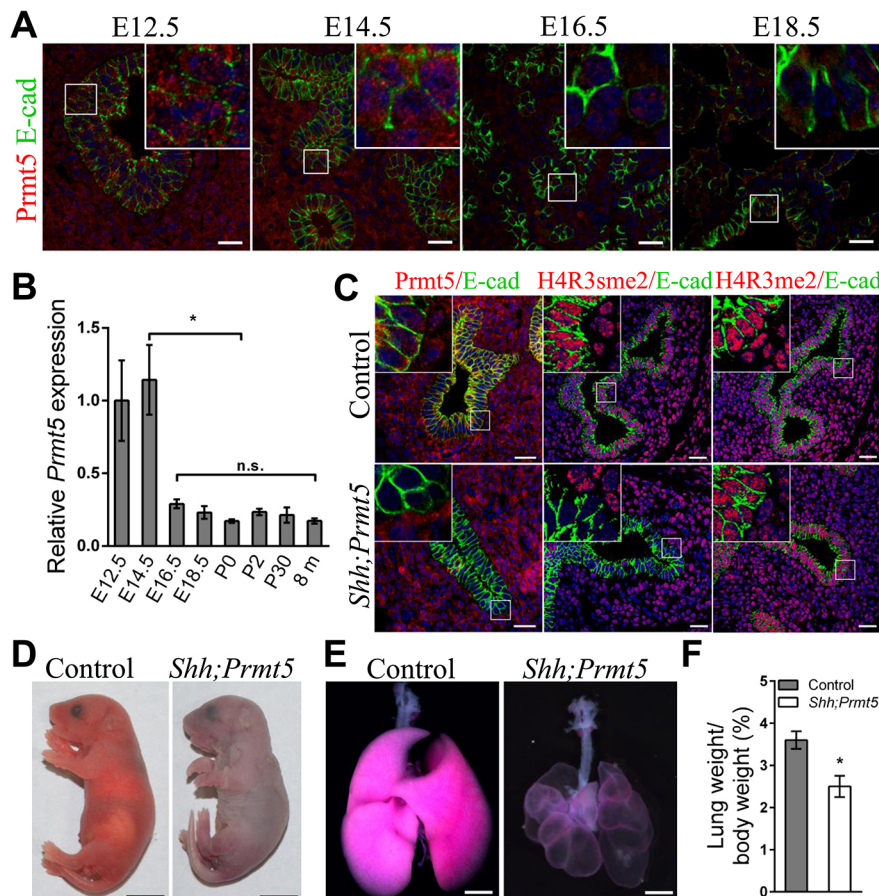 A
E12.5 E14.5 E16.5 E18.5
Prmt5 E-cad
B
Relative Prmt5 expression
1.5
1.0
0.5
0.0
*
n.s.
E12.5 E14.5 E16.5 E18.5 P0 P2 P30 8 m
C
Prmt5/E-cad H4R3sme2/E-cad H4R3me2/E-cad
Control
Shh;Prmt5
D
Control Shh;Prmt5
E
Control Shh;Prmt5
F
Control
Shh;Prmt5
Lung weight/
body weight (%)
5
4
3
2
1
0
*